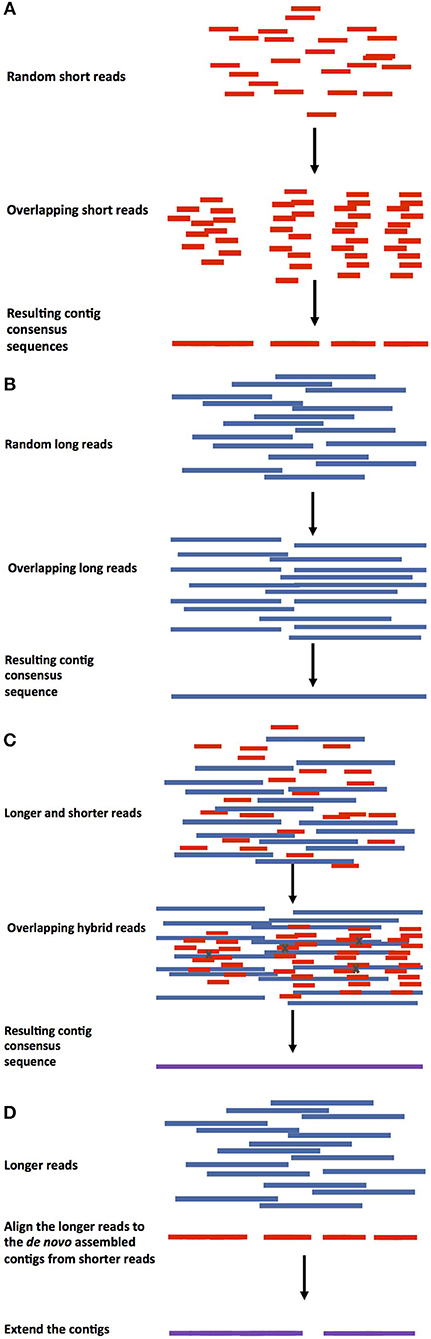 A
Random short reads
Overlapping short reads
Resulting contig
consensus
sequences
B
Random long reads
Overlapping long reads
Resulting contig
consensus
sequence
C
Longer and shorter reads
Overlapping hybrid reads
Resulting contig
consensus
sequence
D
Longer reads
Align the longer reads to
the de novo assembled
contigs from shorter reads
Extend the contigs